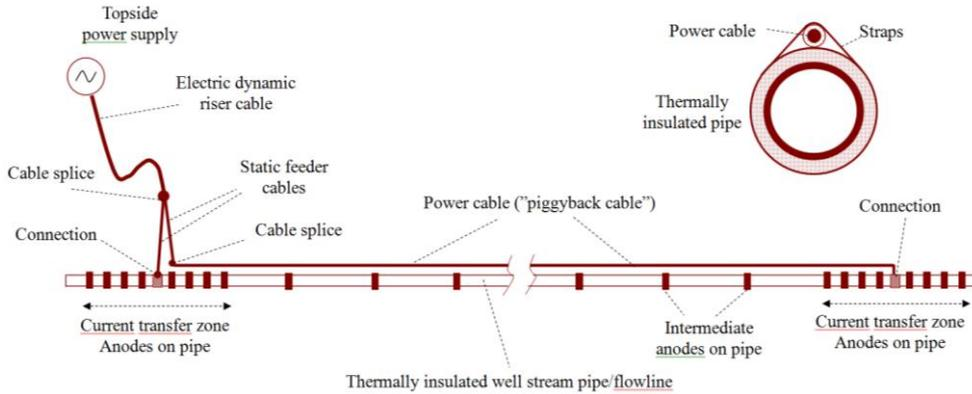 Topside
power supply
Electric dynamic
riser cable
Cable splice
Static feeder
cables
Connection
Cable splice
Power cable (”piggyback cable”)
Connection
Power cable
Straps
Thermally
insulated pipe
Current transfer zone
Anodes on pipe
Intermediate
anodes on pipe
Current transfer zone
Anodes on pipe
Thermally insulated well stream pipe/flowline